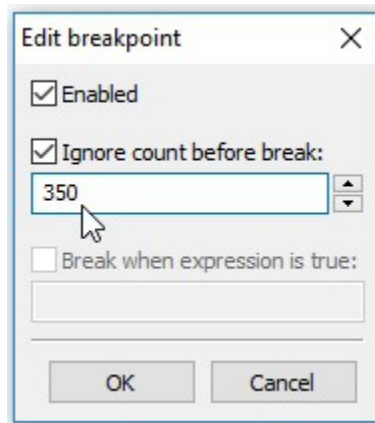 Edit breakpoint
Enabled
Ignore count before break:
350
Break when expression is true:
OK
Cancel